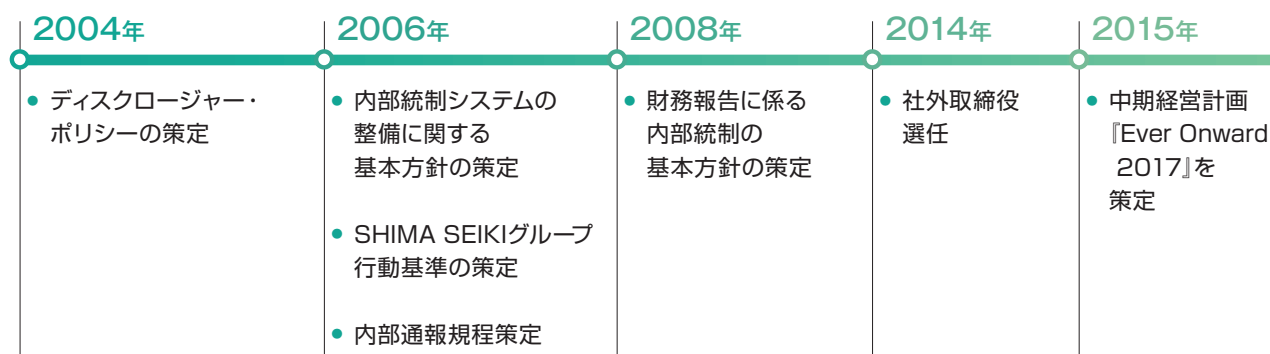 2004年
ディスクロージャー・
ポリシーの策定
2006年
内部統制システムの
整備に関する
基本方針の策定
SHIMA SEIKIグループ
行動基準の策定
内部通報規程策定
2008年
財務報告に係る
内部統制の
基本方針の策定
2014年
社外取締役
選任
2015年
中期経営計画
『Ever Onward
2017』を
策定